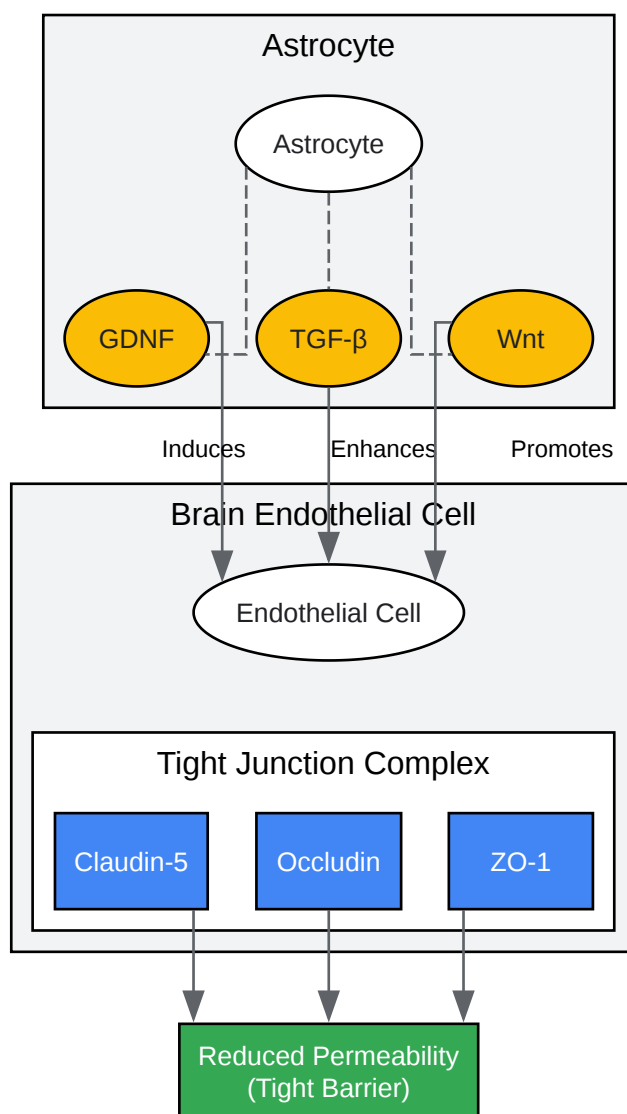 Astrocyte
Astrocyte
GDNF
TGF-β
Wnt
Induces
Enhances
Promotes
Brain Endothelial Cell
Endothelial Cell
Tight Junction Complex
Claudin-5
Occludin
ZO-1
Reduced Permeability
(Tight Barrier)